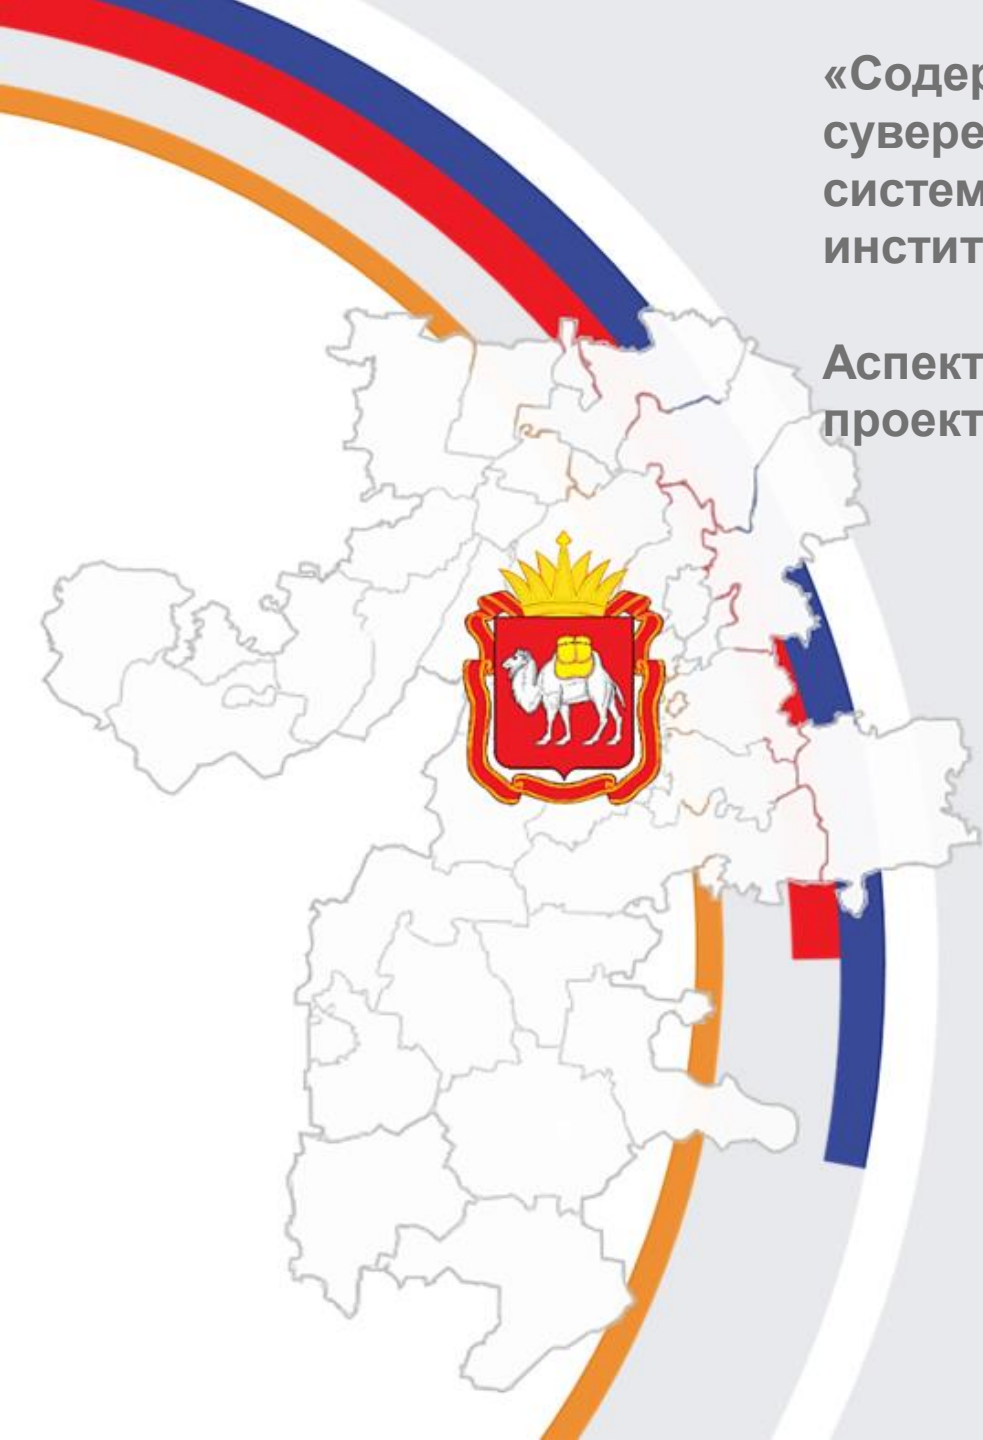 «Содер
сувере
систем
инстит
Аспект
проект